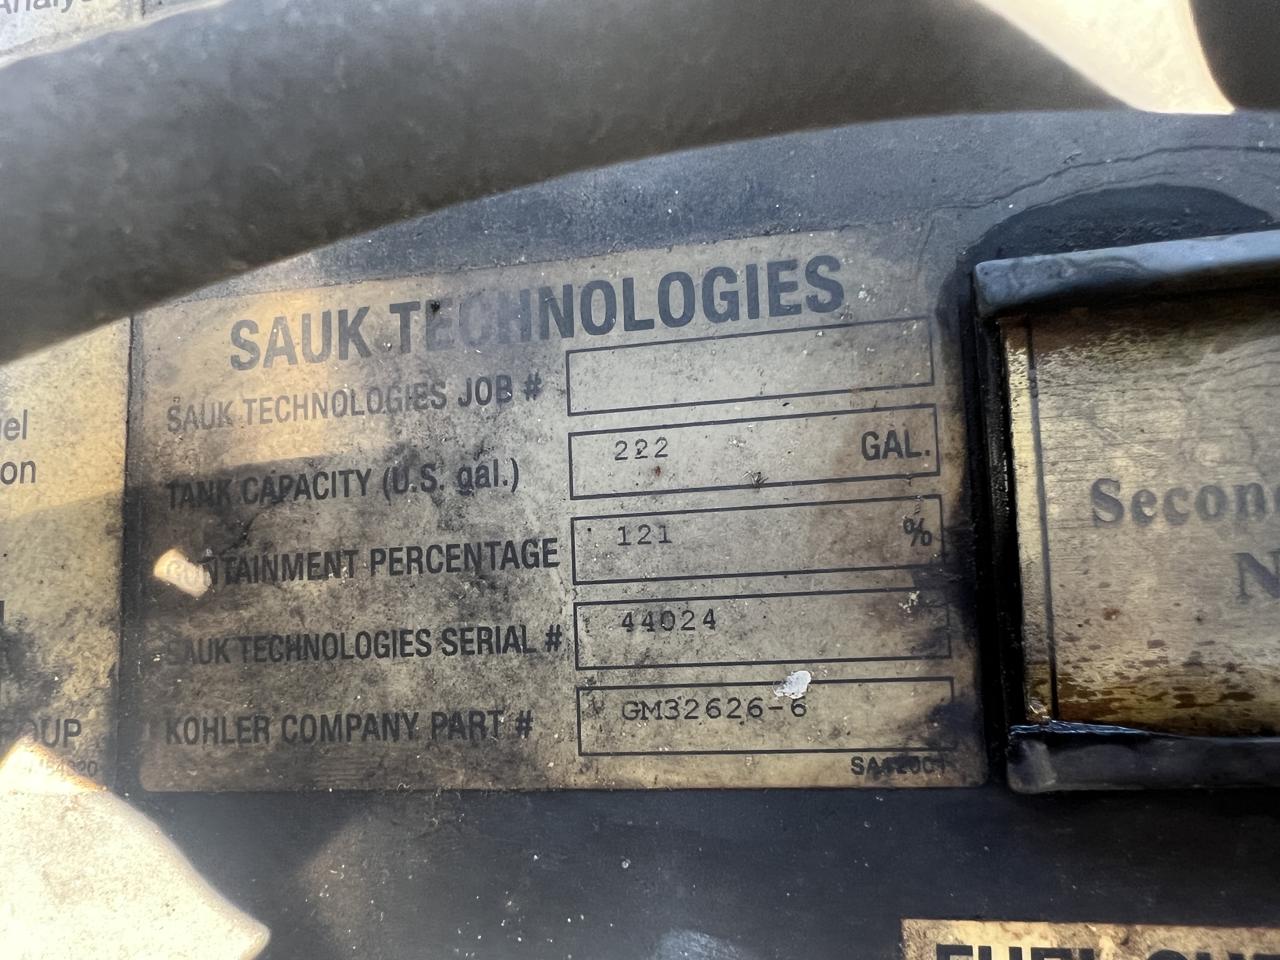 SAUK TECHNOLOGIES
SAUK TECHNOLOGIES JOB #
TANK CAPACITY (U.S. gal.) 222 GAL.
CONTAINMENT PERCENTAGE 121 %
SAUK TECHNOLOGIES SERIAL # 44024
KOHLER COMPANY PART # GM32626-6